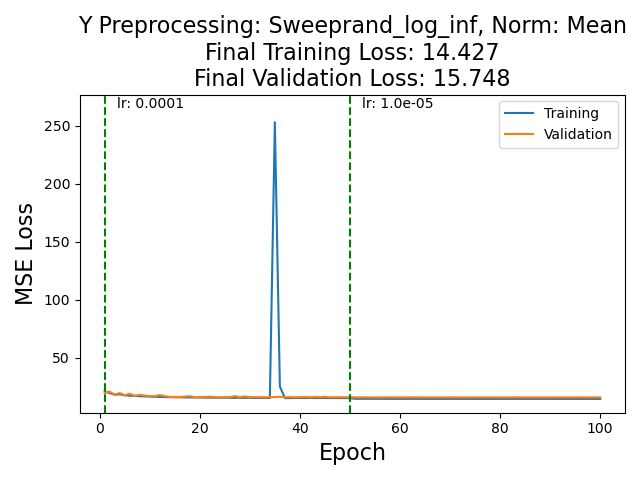 Y Preprocessing: Sweeprand_log_inf, Norm: Mean
Final Training Loss: 14.427
Final Validation Loss: 15.748
lr: 0.0001
lr: 1.0e-05
Training
Validation
250
200
150
100
50
MSE Loss
0
20
40
60
80
100
Epoch